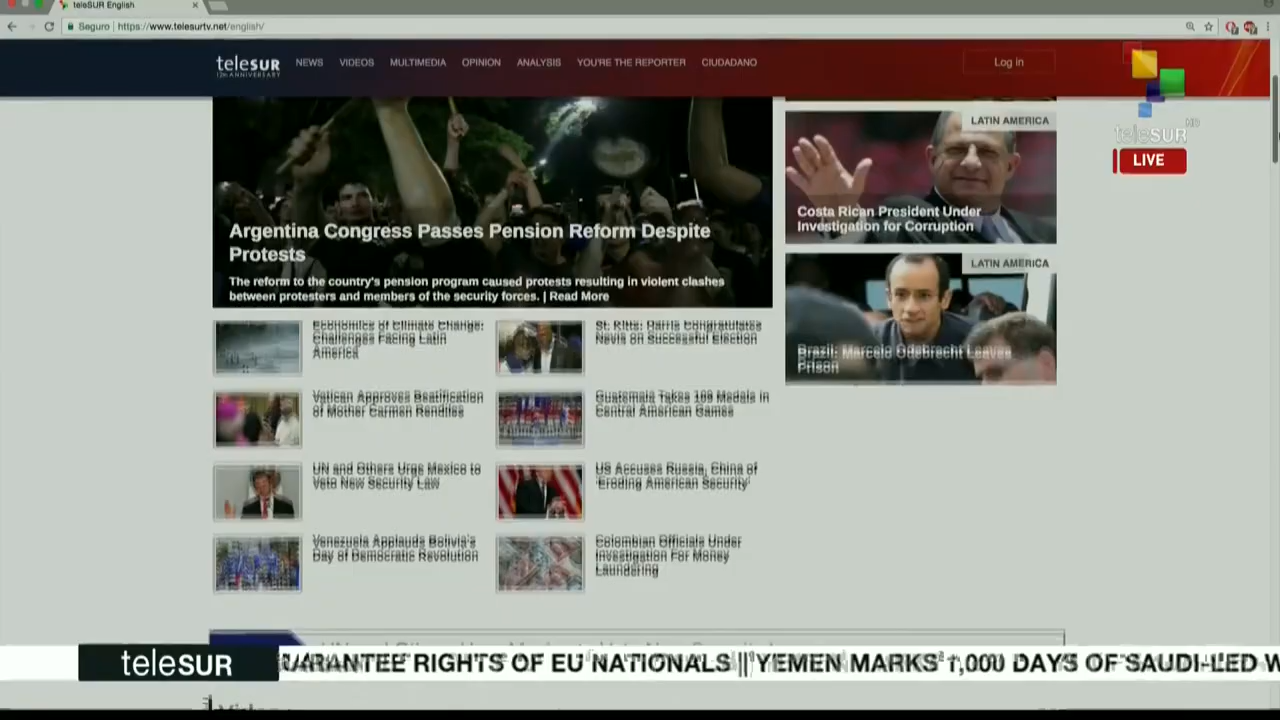 teleSUR English
Seguro
https://www.telesurtv.net/english/
teleSUR
12th ANNIVERSARY
NEWS
VIDEOS
MULTIMEDIA
OPINION
ANALYSIS
YOU'RE THE REPORTER
CIUDADANO
Log in
teleSUR HD
LIVE
LATIN AMERICA
Costa Rican President Under
Investigation for Corruption
Argentina Congress Passes Pension Reform Despite
Protests
The reform to the country's pension program caused protests resulting in violent clashes
between protesters and members of the security forces. | Read More
LATIN AMERICA
Brazil: Marcelo Odebrecht Leaves
Prison
Economics of Climate Change:
Challenges Facing Latin
America
St. Kitts: Harris Congratulates
Nevis on Successful Election
Vatican Approves Beatification
of Mother Carmen Rendiles
Guatemala Takes 199 Medals in
Central American Games
UN and Others Urge Mexico to
Veto New Security Law
US Accuses Russia, China of
'Eroding American Security'
Venezuela Applauds Bolivia's
Day of Democratic Revolution
Colombian Officials Under
Investigation For Money
Laundering
teleSUR
GUARANTEE RIGHTS OF EU NATIONALS || YEMEN MARKS 1,000 DAYS OF SAUDI-LED W